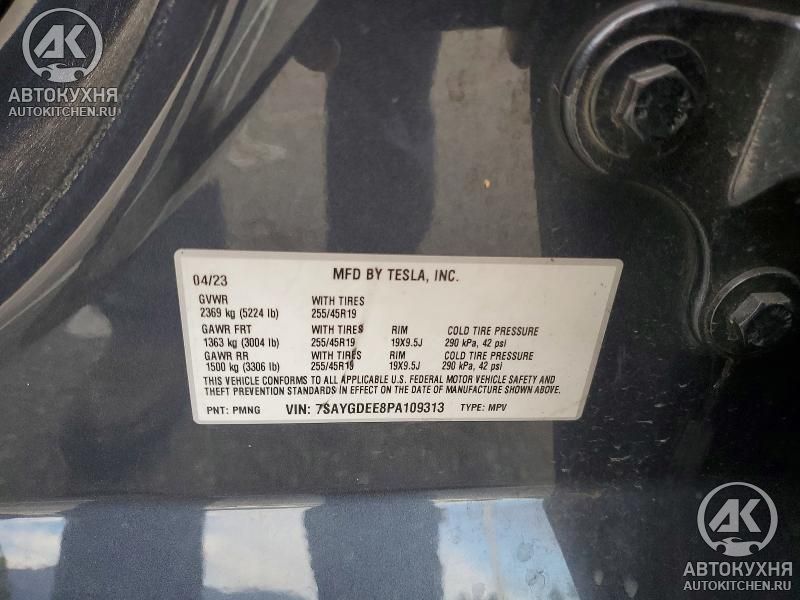 AK
АВТОКУХНЯ
AUTOKITCHEN.RU
04/23 MFD BY TESLA, INC.
GVWR WITH TIRES
2369 kg (5224 lb) 255/45R19
GAWR FRT WITH TIRES RIM COLD TIRE PRESSURE
1363 kg (3004 lb) 255/45R19 19X9.5J 290 kPa, 42 psi
GAWR RR WITH TIRES RIM COLD TIRE PRESSURE
1500 kg (3306 lb) 255/45R19 19X9.5J 290 kPa, 42 psi
THIS VEHICLE CONFORMS TO ALL APPLICABLE U.S. FEDERAL MOTOR VEHICLE SAFETY AND
THEFT PREVENTION STANDARDS IN EFFECT ON THE DATE OF MANUFACTURE SHOWN ABOVE.
PNT: PMNG VIN: 7SAYGDEE8PA109313 TYPE: MPV
AK
АВТОКУХНЯ
AUTOKITCHEN.RU